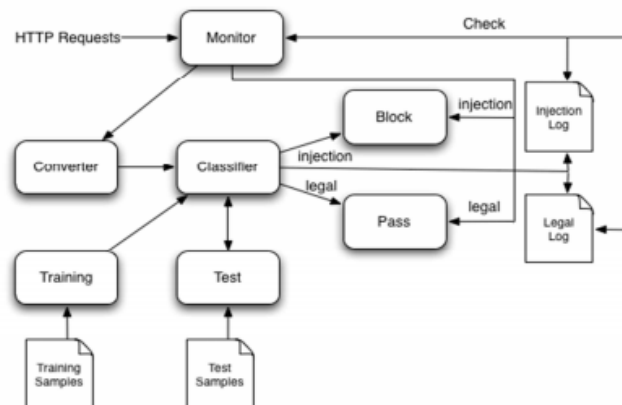 Check
HTTP Requests
Monitor
Block
injection
Injection
Log
Converter
Classifier
injection
legal
Pass
legal
Legal
Log
Training
Test
Training
Samples
Test
Samples